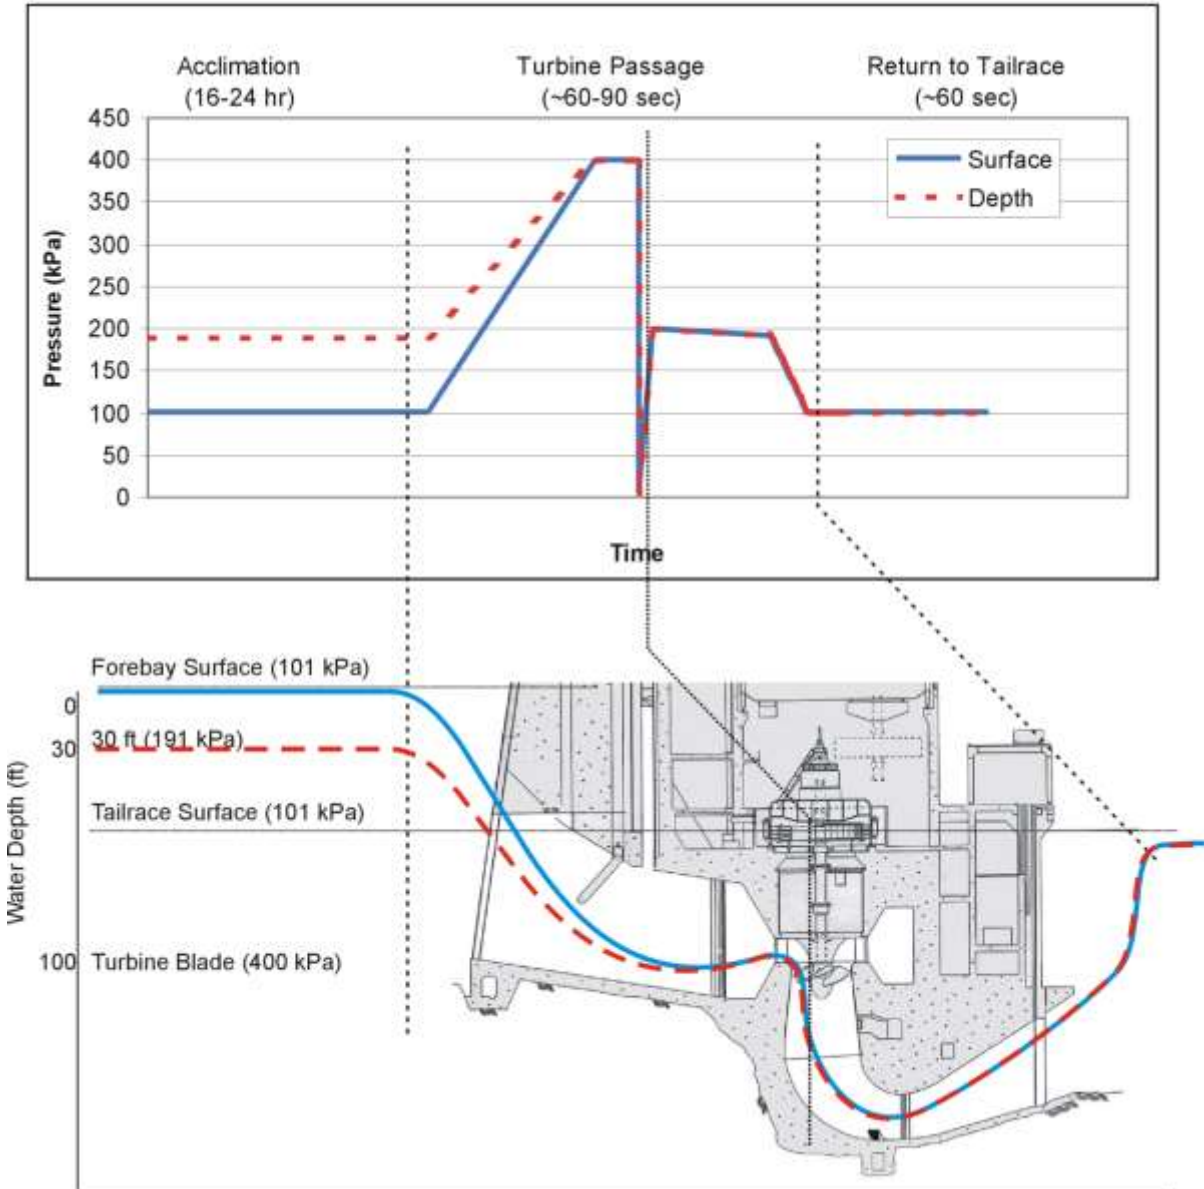 Acclimation
(16-24 hr)
Turbine Passage
(~60-90 sec)
Return to Tailrace
(~60 sec)
450
400
350
300
250
200
150
100
50
0
Pressure (kPa)
Surface
Depth
Time
Forebay Surface (101 kPa)
0
30 ft (191 kPa)
30
Tailrace Surface (101 kPa)
Water Depth (ft)
100
Turbine Blade (400 kPa)